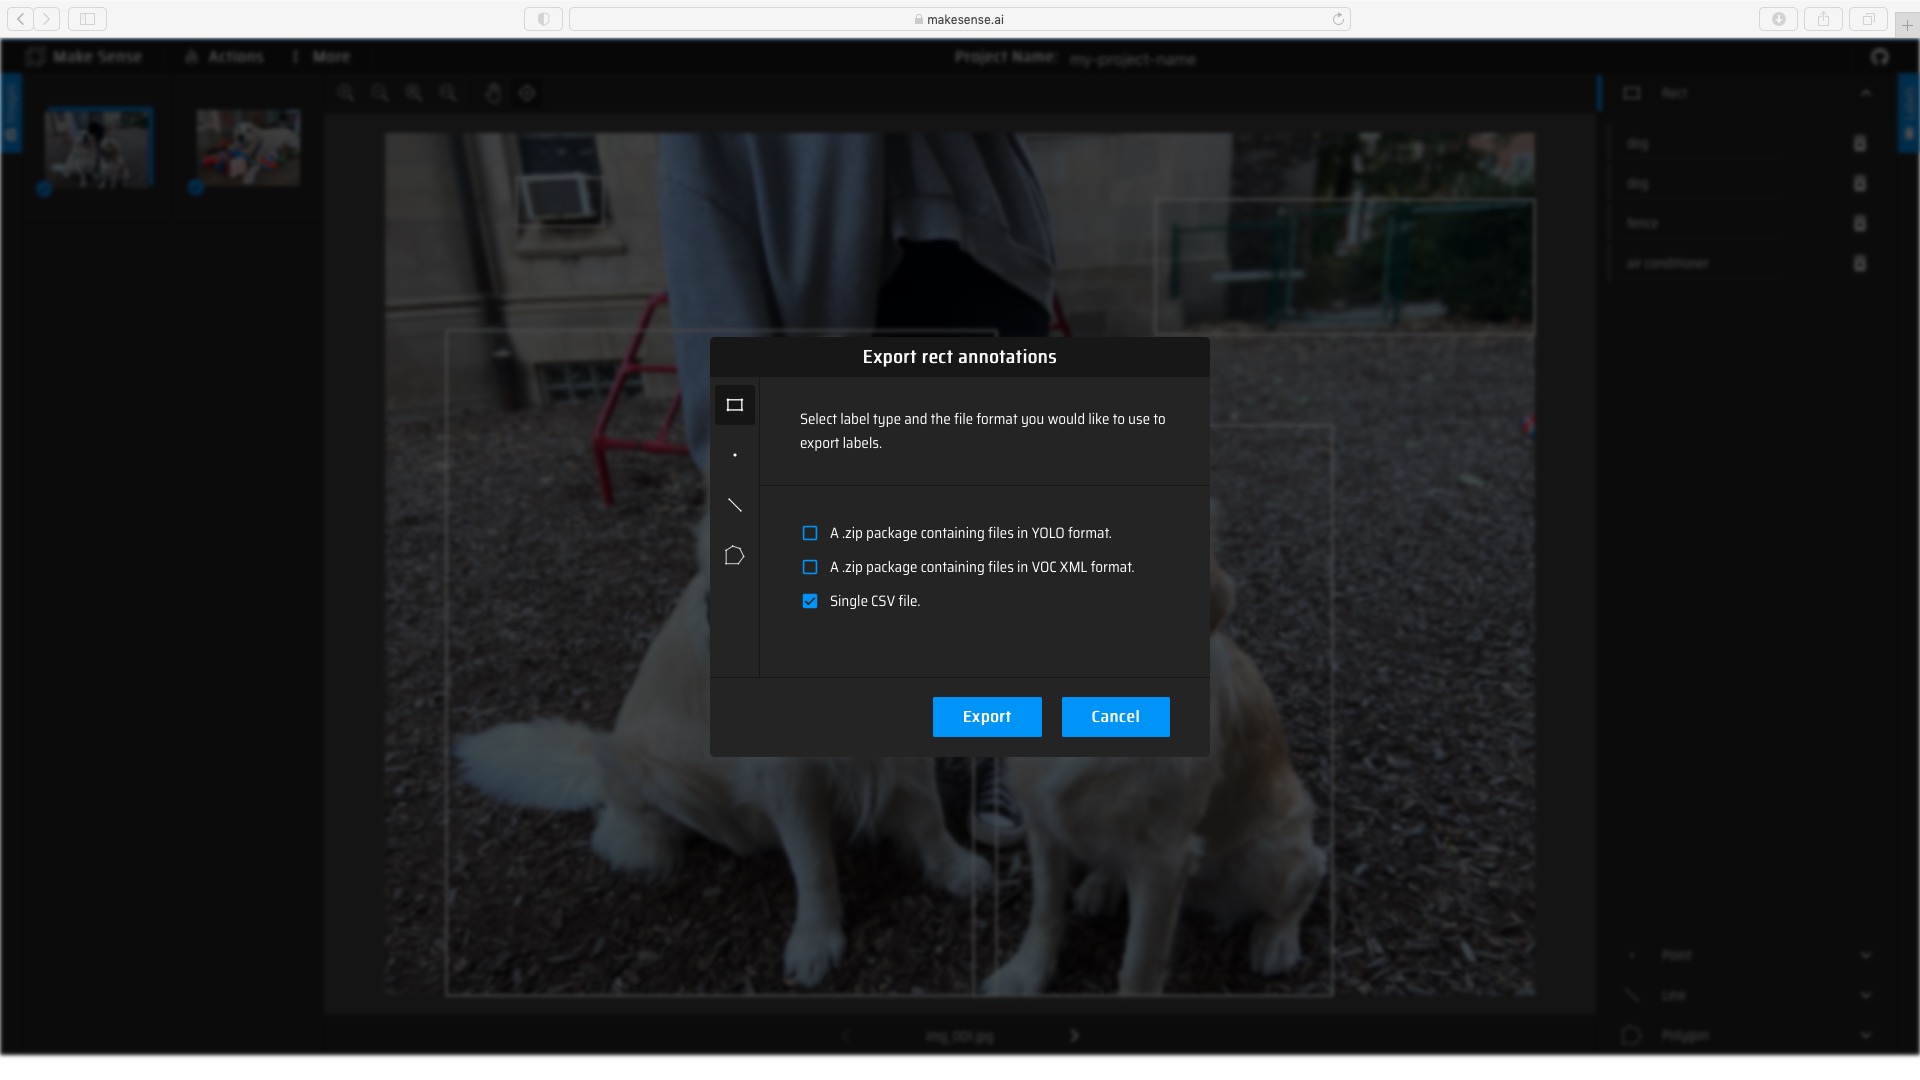 makesense.ai
Make Sense
Actions
More
Project Name:
my-project-name
Rect
dog
dog
fence
air conditioner
Export rect annotations
Select label type and the file format you would like to use to
export labels.
A .zip package containing files in YOLO format.
A .zip package containing files in VOC XML format.
Single CSV file.
Export
Cancel
Point
Line
Polygon